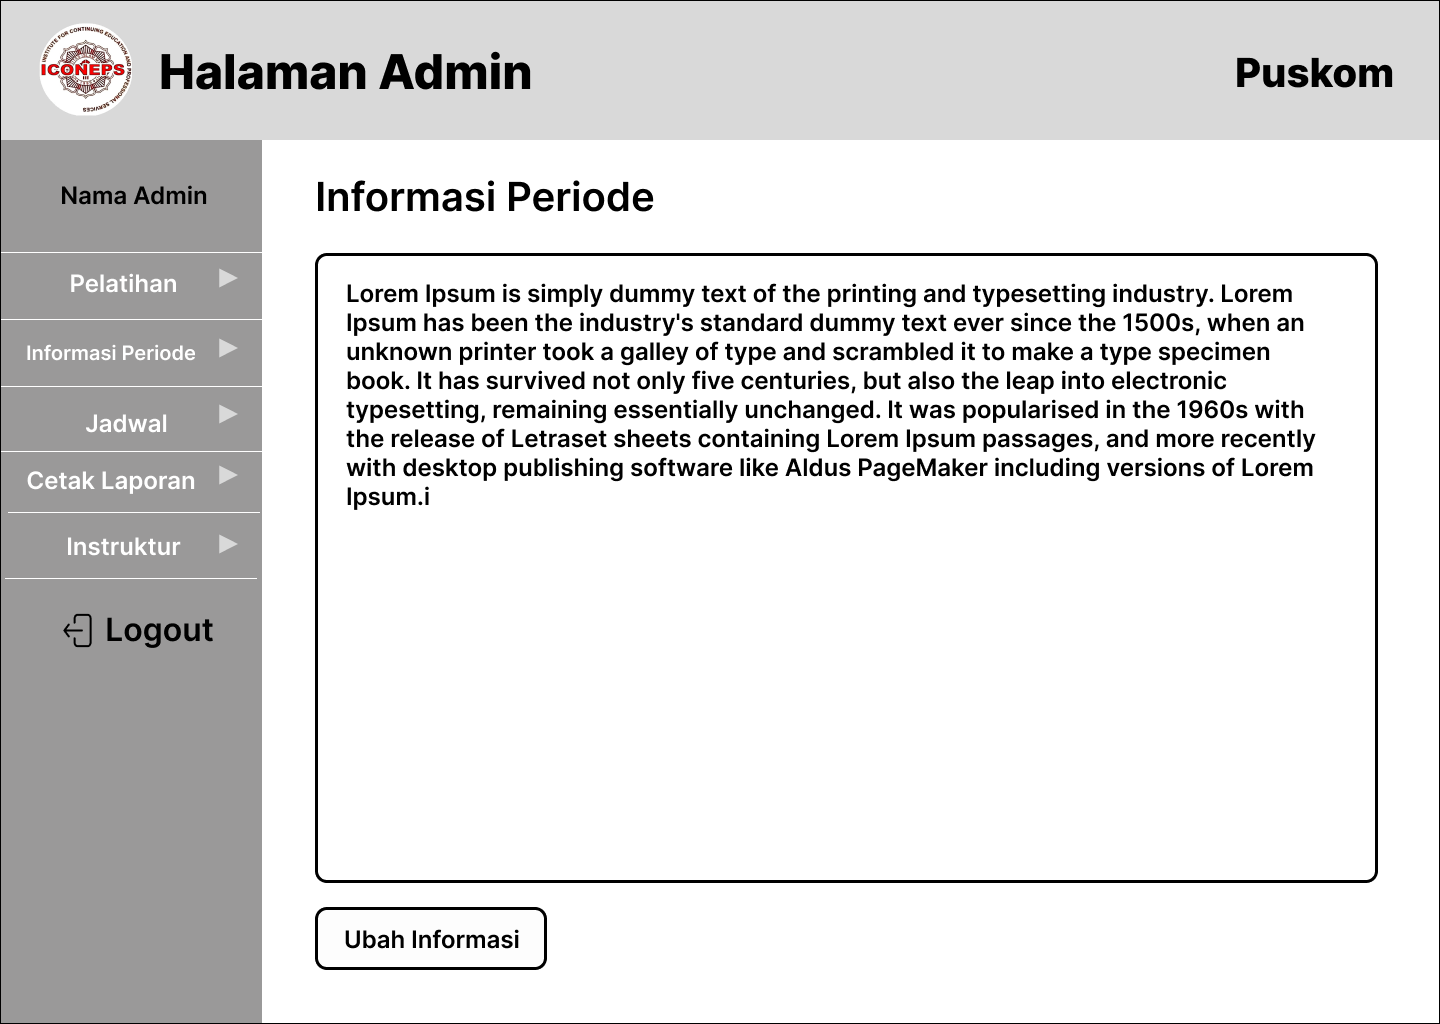 INSTITUTE FOR CONTINUING EDUCATION AND PROFESSIONAL SERVICES
ICONEPS
Halaman Admin
Puskom
Nama Admin
Pelatihan
Informasi Periode
Jadwal
Cetak Laporan
Instruktur
Logout
Informasi Periode
Lorem Ipsum is simply dummy text of the printing and typesetting industry. Lorem
Ipsum has been the industry's standard dummy text ever since the 1500s, when an
unknown printer took a galley of type and scrambled it to make a type specimen
book. It has survived not only five centuries, but also the leap into electronic
typesetting, remaining essentially unchanged. It was popularised in the 1960s with
the release of Letraset sheets containing Lorem Ipsum passages, and more recently
with desktop publishing software like Aldus PageMaker including versions of Lorem
Ipsum.i
Ubah Informasi